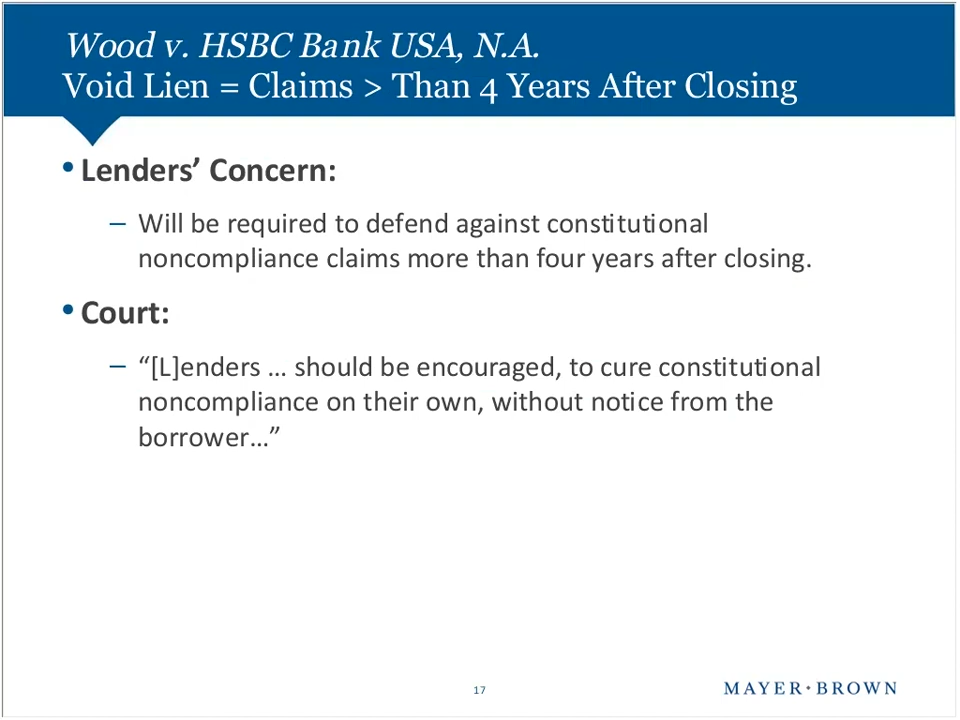 Wood v. HSBC Bank USA, N.A.
Void Lien = Claims > Than 4 Years After Closing
• Lenders’ Concern:
– Will be required to defend against constitutional
noncompliance claims more than four years after closing.
• Court:
– “[L]enders … should be encouraged, to cure constitutional
noncompliance on their own, without notice from the
borrower…”
17
MAYER • BROWN